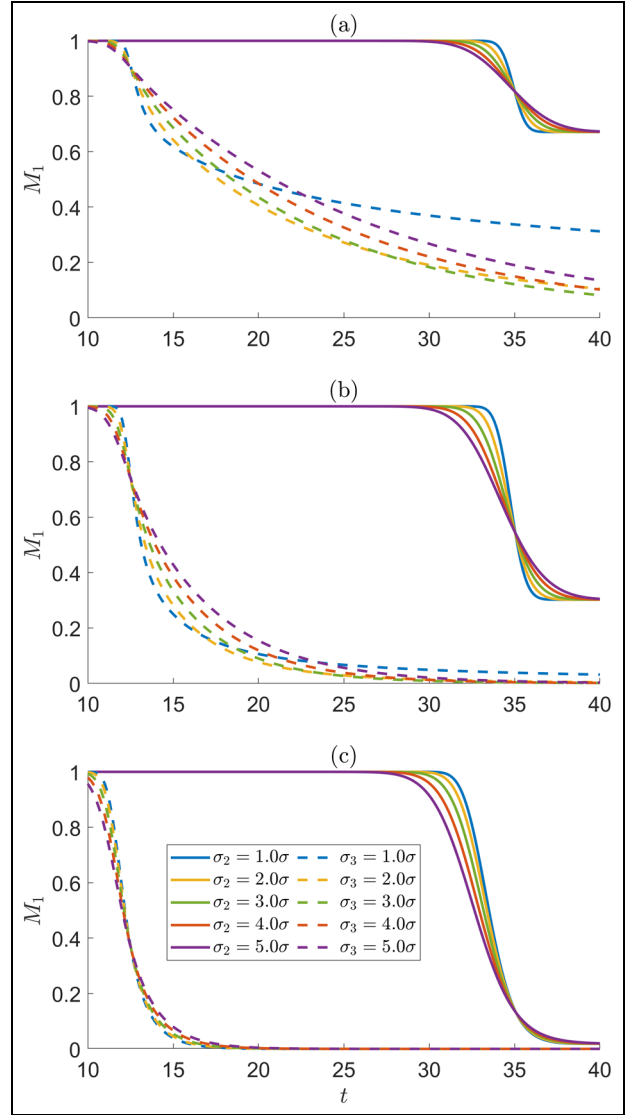 (a)
1
0.8
0.6
0.4
0.2
0
M₁
10 15 20 25 30 35 40
(b)
1
0.8
0.6
0.4
0.2
0
M₁
10 15 20 25 30 35 40
(c)
1
0.8
0.6
0.4
0.2
0
M₁
σ₂ = 1.0σ σ₃ = 1.0σ
σ₂ = 2.0σ σ₃ = 2.0σ
σ₂ = 3.0σ σ₃ = 3.0σ
σ₂ = 4.0σ σ₃ = 4.0σ
σ₂ = 5.0σ σ₃ = 5.0σ
10 15 20 25 30 35 40
t